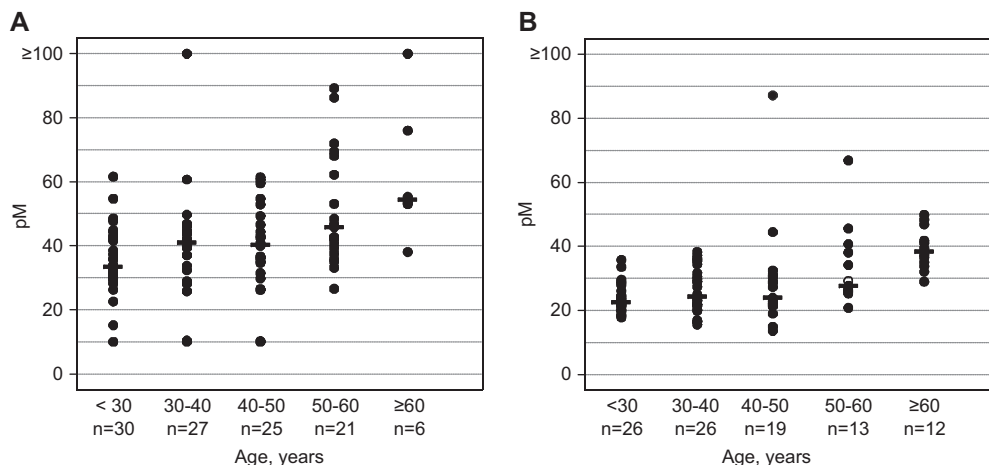 A
≥100
80
60
40
20
0
pM
< 30 30-40 40-50 50-60 ≥60
n=30 n=27 n=25 n=21 n=6
Age, years
B
≥100
80
60
40
20
0
pM
<30 30-40 40-50 50-60 ≥60
n=26 n=26 n=19 n=13 n=12
Age, years